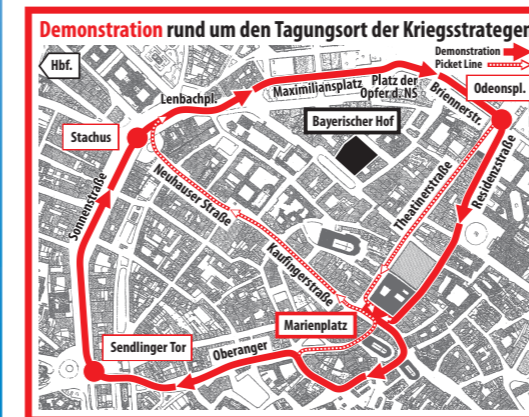 Demonstration rund um den Tagungsort der Kriegsstrategen
Demonstration
Picket Line
Hbf.
Odeonspl.
Lenbachpl.
Maximiliansplatz
Platz der
Opfer d. NS
Briennerstr.
Stachus
Bayerischer Hof
Neuhauser Straße
Theatinerstraße
Residenzstraße
Sonnenstraße
Kaufingerstraße
Marienplatz
Sendlinger Tor
Oberanger